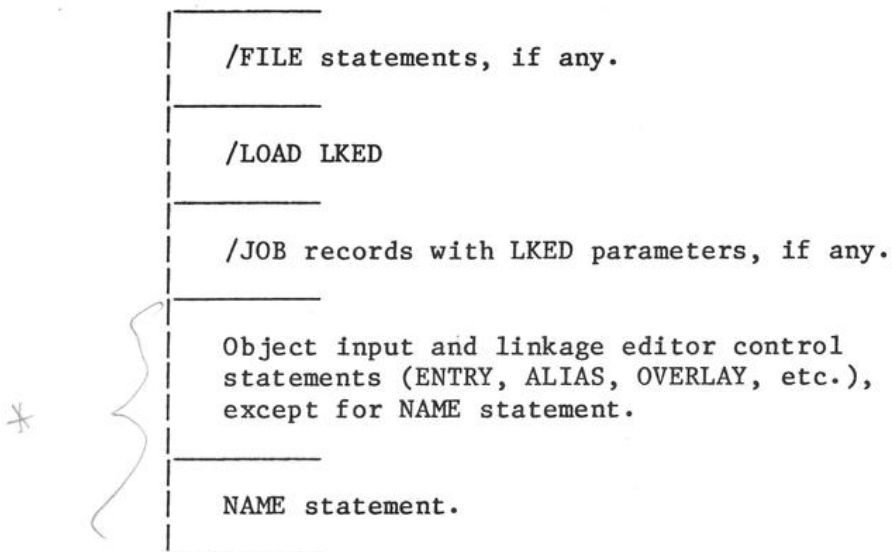 /FILE statements, if any.
/LOAD LKED
/JOB records with LKED parameters, if any.
Object input and linkage editor control
statements (ENTRY, ALIAS, OVERLAY, etc.),
except for NAME statement.
*
NAME statement.